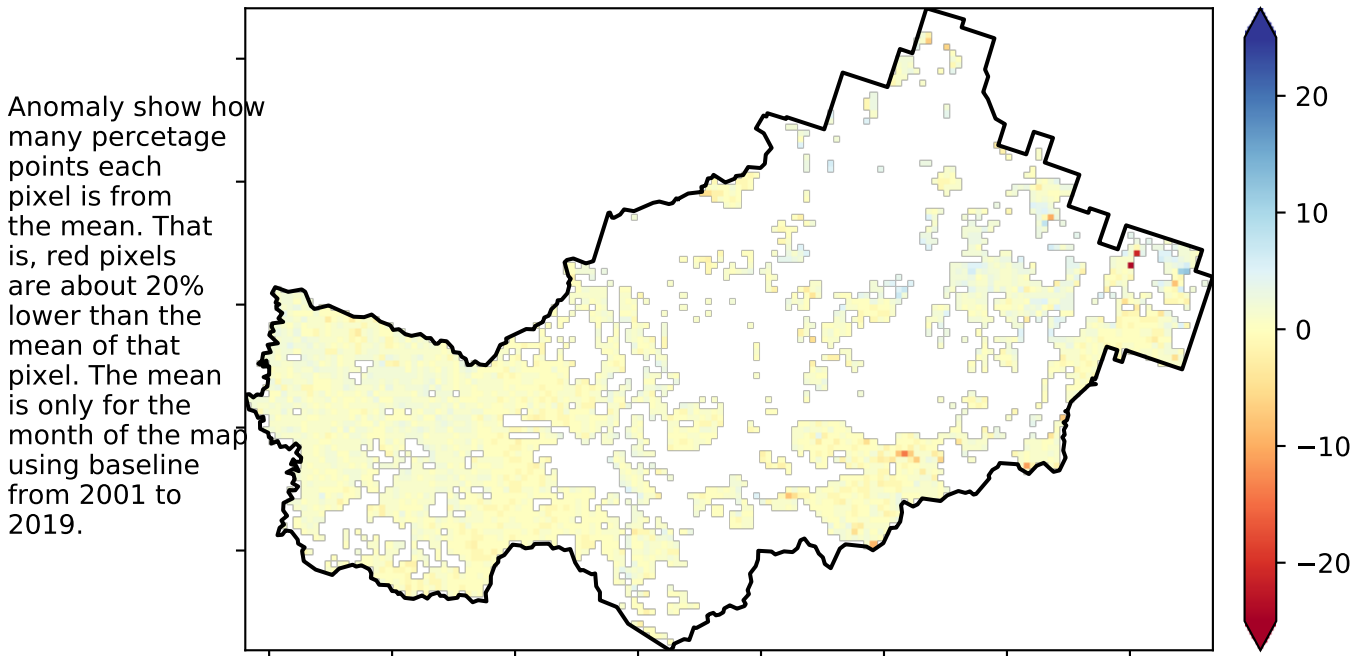 Anomaly show how
many percetage
points each
pixel is from
the mean. That
is, red pixels
are about 20%
lower than the
mean of that
pixel. The mean
is only for the
month of the map
using baseline
from 2001 to
2019.
20
10
0
−10
−20